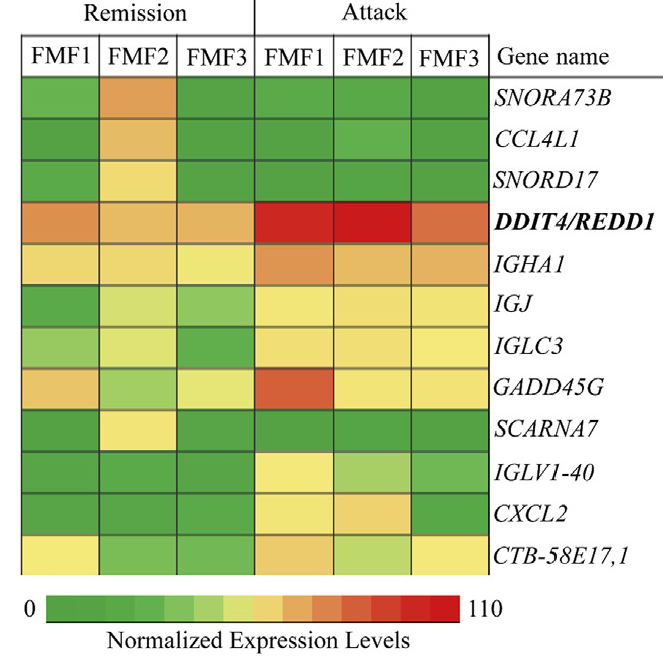 Remission Attack
FMF1 FMF2 FMF3 FMF1 FMF2 FMF3 Gene name
SNORA73B
CCL4L1
SNORD17
DDIT4/REDD1
IGHA1
IGJ
IGLC3
GADD45G
SCARNA7
IGLV1-40
CXCL2
CTB-58E17,1
0 110
Normalized Expression Levels